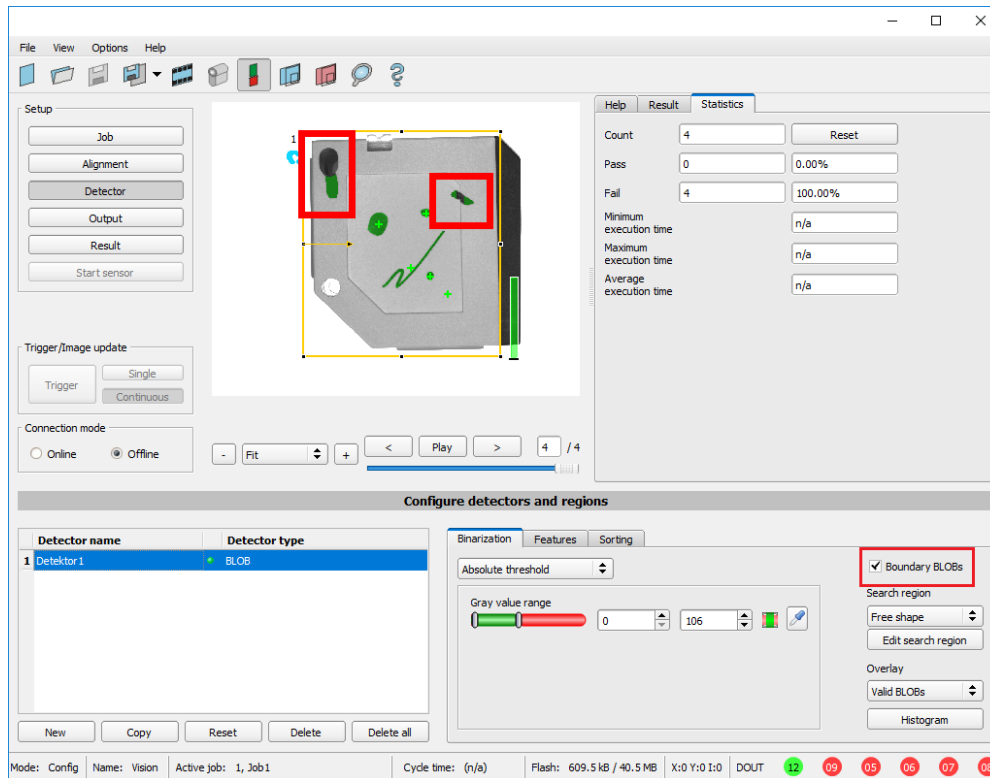 File View Options Help
Setup
Job
Alignment
Detector
Output
Result
Start sensor
Trigger/Image update
Trigger
Single
Continuous
Connection mode
Online Offline
1
- Fit + < Play > 4 / 4
Help Result Statistics
Count 4 Reset
Pass 0 0.00%
Fail 4 100.00%
Minimum
execution time n/a
Maximum
execution time n/a
Average
execution time n/a
Configure detectors and regions
Detector name Detector type
1 Detektor1 BLOB
New Copy Reset Delete Delete all
Binarization Features Sorting
Absolute threshold
Gray value range
0 106
Boundary BLOBs
Search region
Free shape
Edit search region
Overlay
Valid BLOBs
Histogram
Mode: Config Name: Vision Active job: 1, Job1 Cycle time: (n/a) Flash: 609.5 kB / 40.5 MB X:0 Y:0 I:0 DOUT 12 09 05 06 07 08